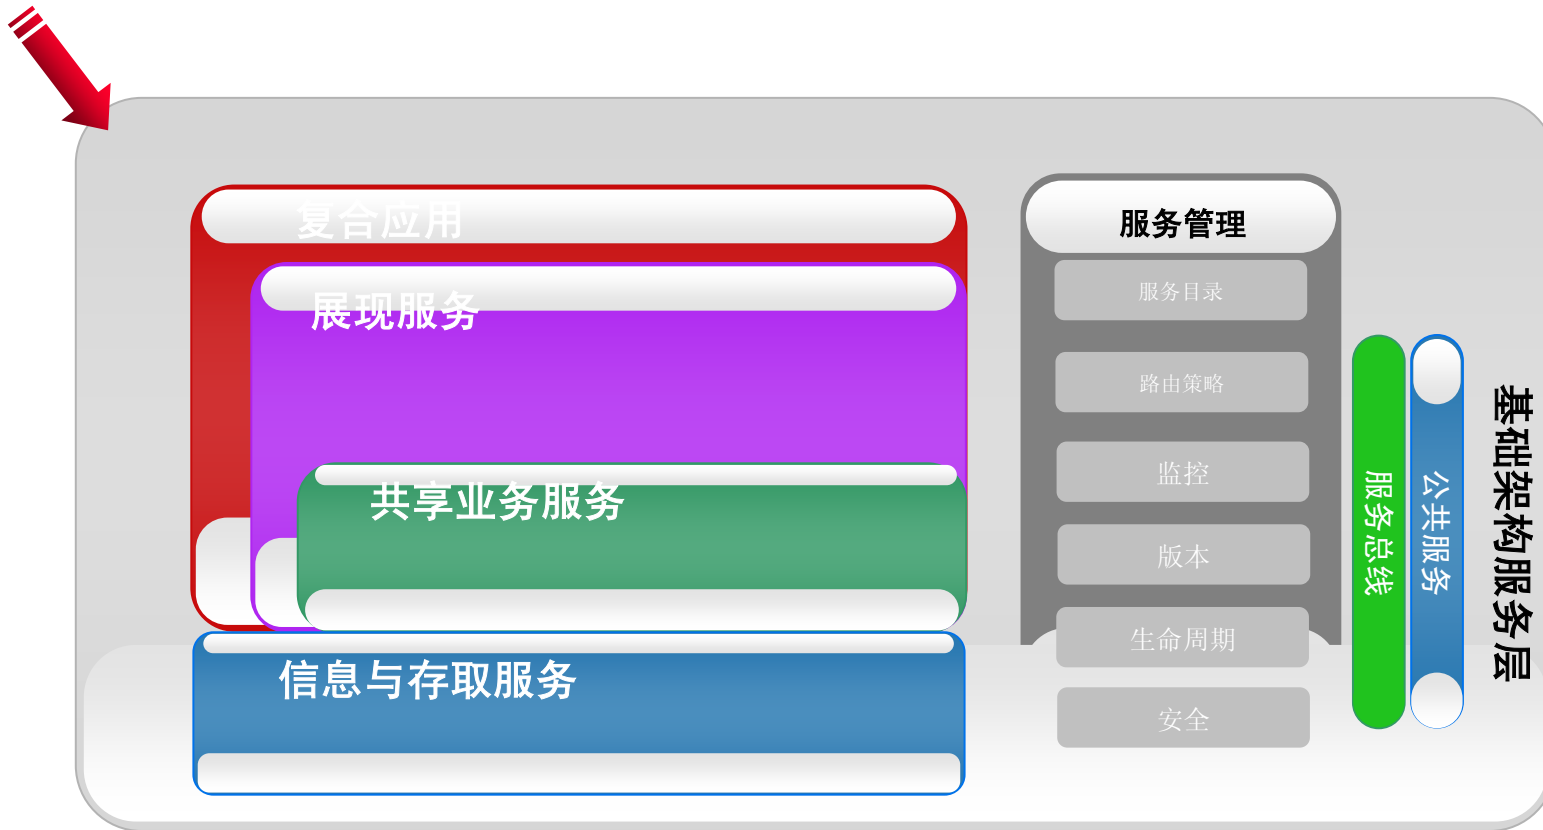 复合应用
展现服务
共享业务服务
信息与存取服务
服务管理
服务目录
路由策略
监控
版本
生命周期
安全
服务总线
公共服务
基础架构服务层